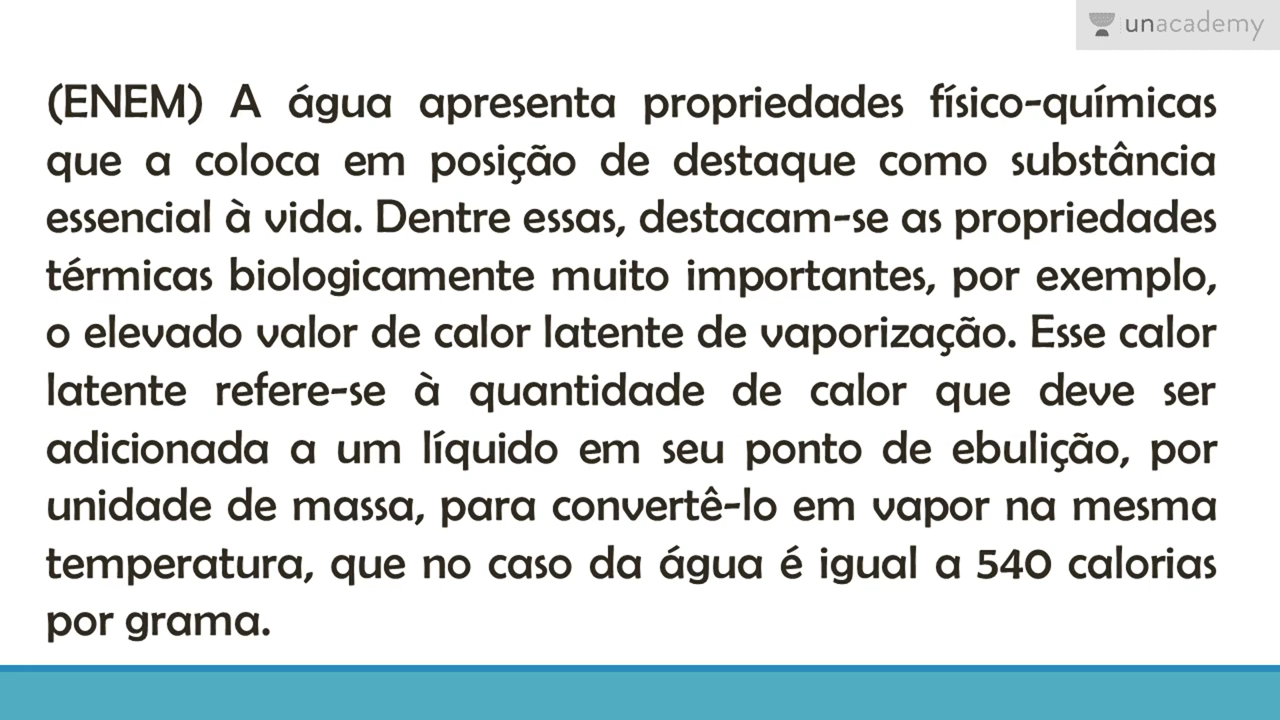 unacademy
(ENEM) A água apresenta propriedades físico-químicas
que a coloca em posição de destaque como substância
essencial à vida. Dentre essas, destacam-se as propriedades
térmicas biologicamente muito importantes, por exemplo,
o elevado valor de calor latente de vaporização. Esse calor
latente refere-se à quantidade de calor que deve ser
adicionada a um líquido em seu ponto de ebulição, por
unidade de massa, para convertê-lo em vapor na mesma
temperatura, que no caso da água é igual a 540 calorias
por grama.